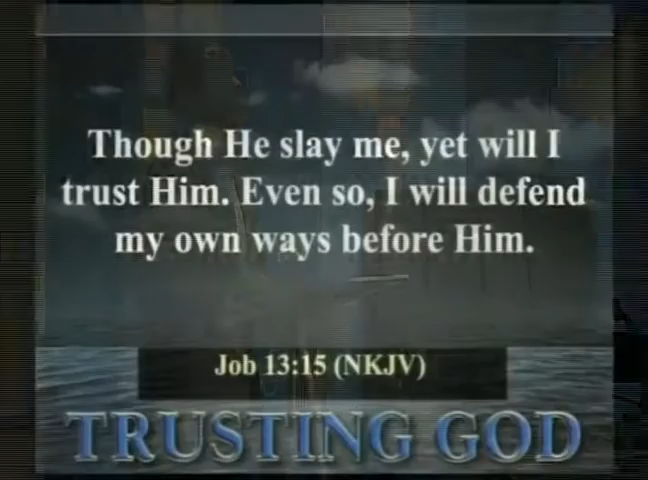 Though He slay me, yet will I
trust Him. Even so, I will defend
my own ways before Him.
Job 13:15 (NKJV)
TRUSTING GOD